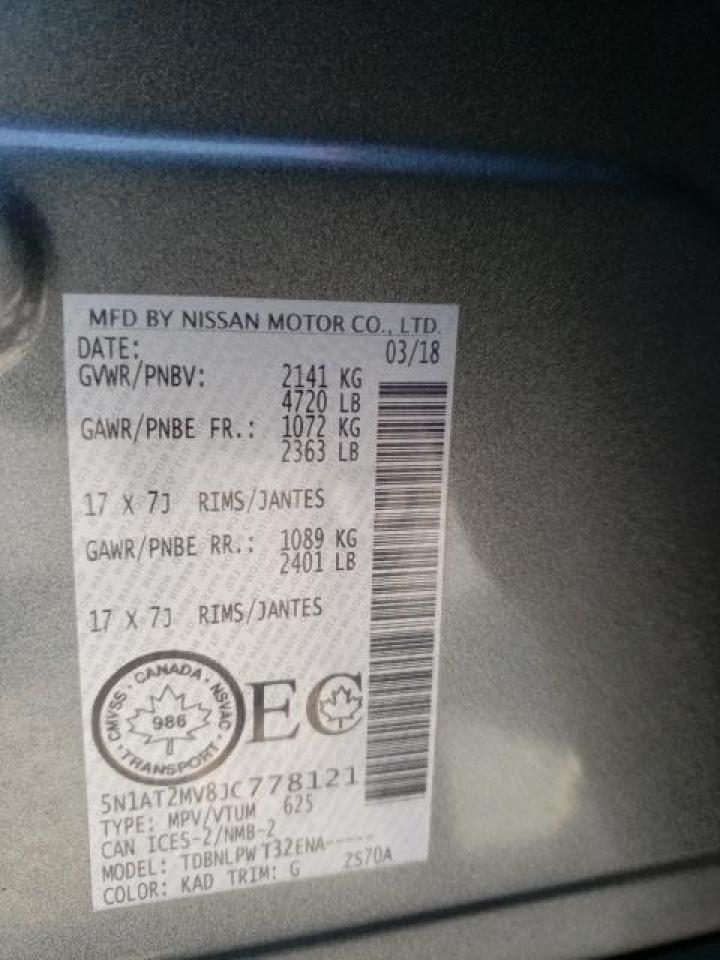 MFD BY NISSAN MOTOR CO., LTD.
DATE: 03/18
GVWR/PNBV: 2141 KG
4720 LB
GAWR/PNBE FR.: 1072 KG
2363 LB
17 X 7J RIMS/JANTES
GAWR/PNBE RR.: 1089 KG
2401 LB
17 X 7J RIMS/JANTES
CANADA · NSVAC · TRANSPORT · CMVSS ·
986
EC
5N1AT2MV8JC778121
TYPE: MPV/VTUM 625
CAN ICES-2/NMB-2
MODEL: TDBNLPW T32ENA-----
COLOR: KAD TRIM: G ZS70A